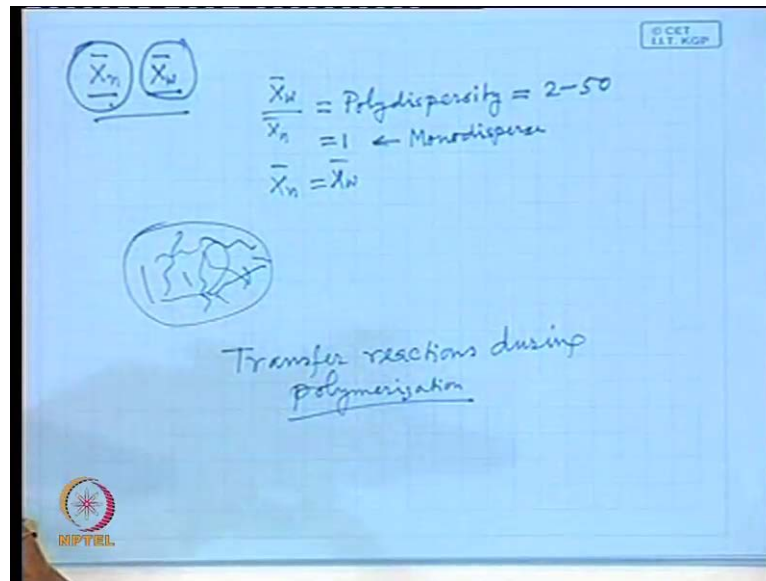 © CET
I.I.T. KGP
X̄n X̄w
X̄w/X̄n = Polydispersity = 2-50
= 1 ← Monodisperse
X̄n = X̄w
Transfer reactions during
polymerization
NPTEL